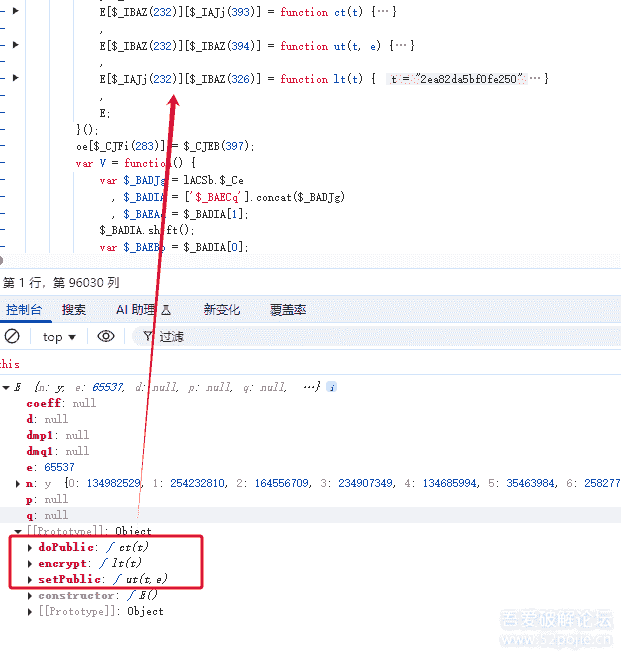 E[$_IBAZ(232)][$_IAJj(393)] = function ct(t) {…}
,
E[$_IBAZ(232)][$_IBAZ(394)] = function ut(t, e) {…}
,
E[$_IAJj(232)][$_IBAZ(326)] = function lt(t) { t = "2ea82da5bf0fe250" …}
,
E;
}();
oe[$_CJFi(283)] = $_CJEB(397);
var V = function() {
var $_BADJg = lACSb.$_Ce
, $_BADIA = ['$_BAECq'].concat($_BADJg)
= $_BADIA[1];
$_BADIA.shift();
= $_BADIA[0];
第 1 行，第 96030 列
控制台 搜索 AI 助理 新变化 覆盖率
top ▼ 过滤
this
E {n: y, e: 65537, d: null, p: null, q: null, …} i
coeff: null
d: null
dmp1: null
dmq1: null
e: 65537
n: y {0: 134982529, 1: 254232810, 2: 164556709, 3: 234907349, 4: 134685994, 5: 35463984, 6: 258277
p: null
q: null
[[Prototype]]: Object
doPublic: ƒ ct(t)
encrypt: ƒ lt(t)
setPublic: ƒ ut(t,e)
constructor: ƒ E()
[[Prototype]]: Object
吾爱破解论坛
www.52pojie.cn